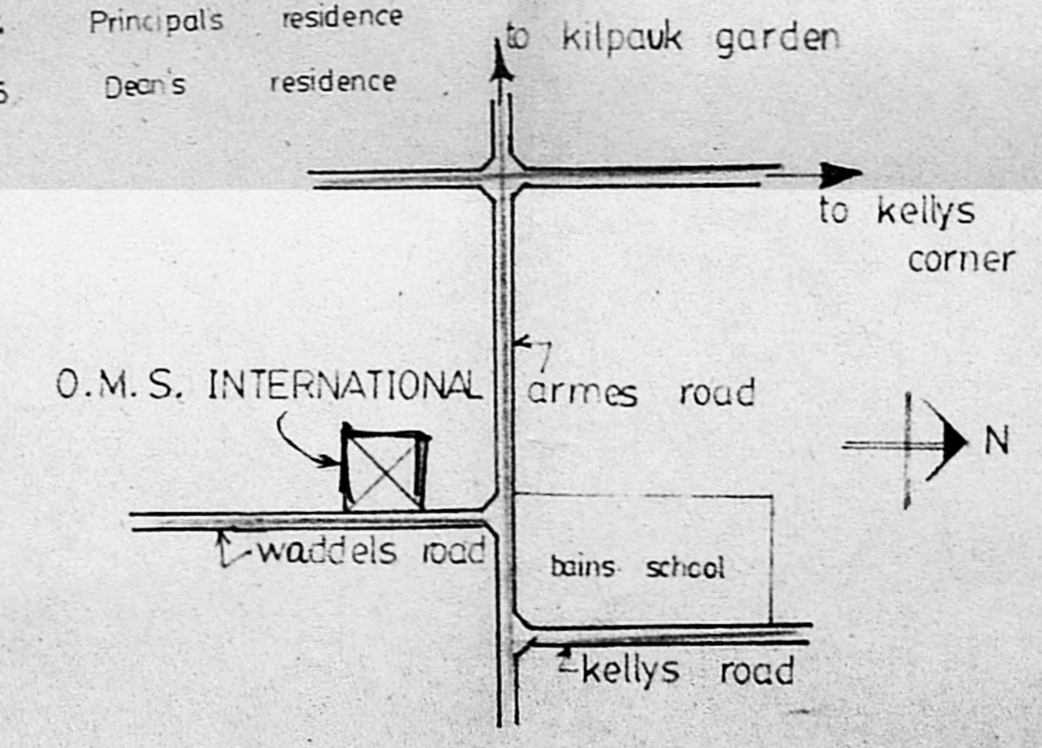 Principal's residence
Dean's residence
to kilpauk garden
to kellys
corner
O.M.S. INTERNATIONAL
armes road
N
waddels road
bains school
kellys road